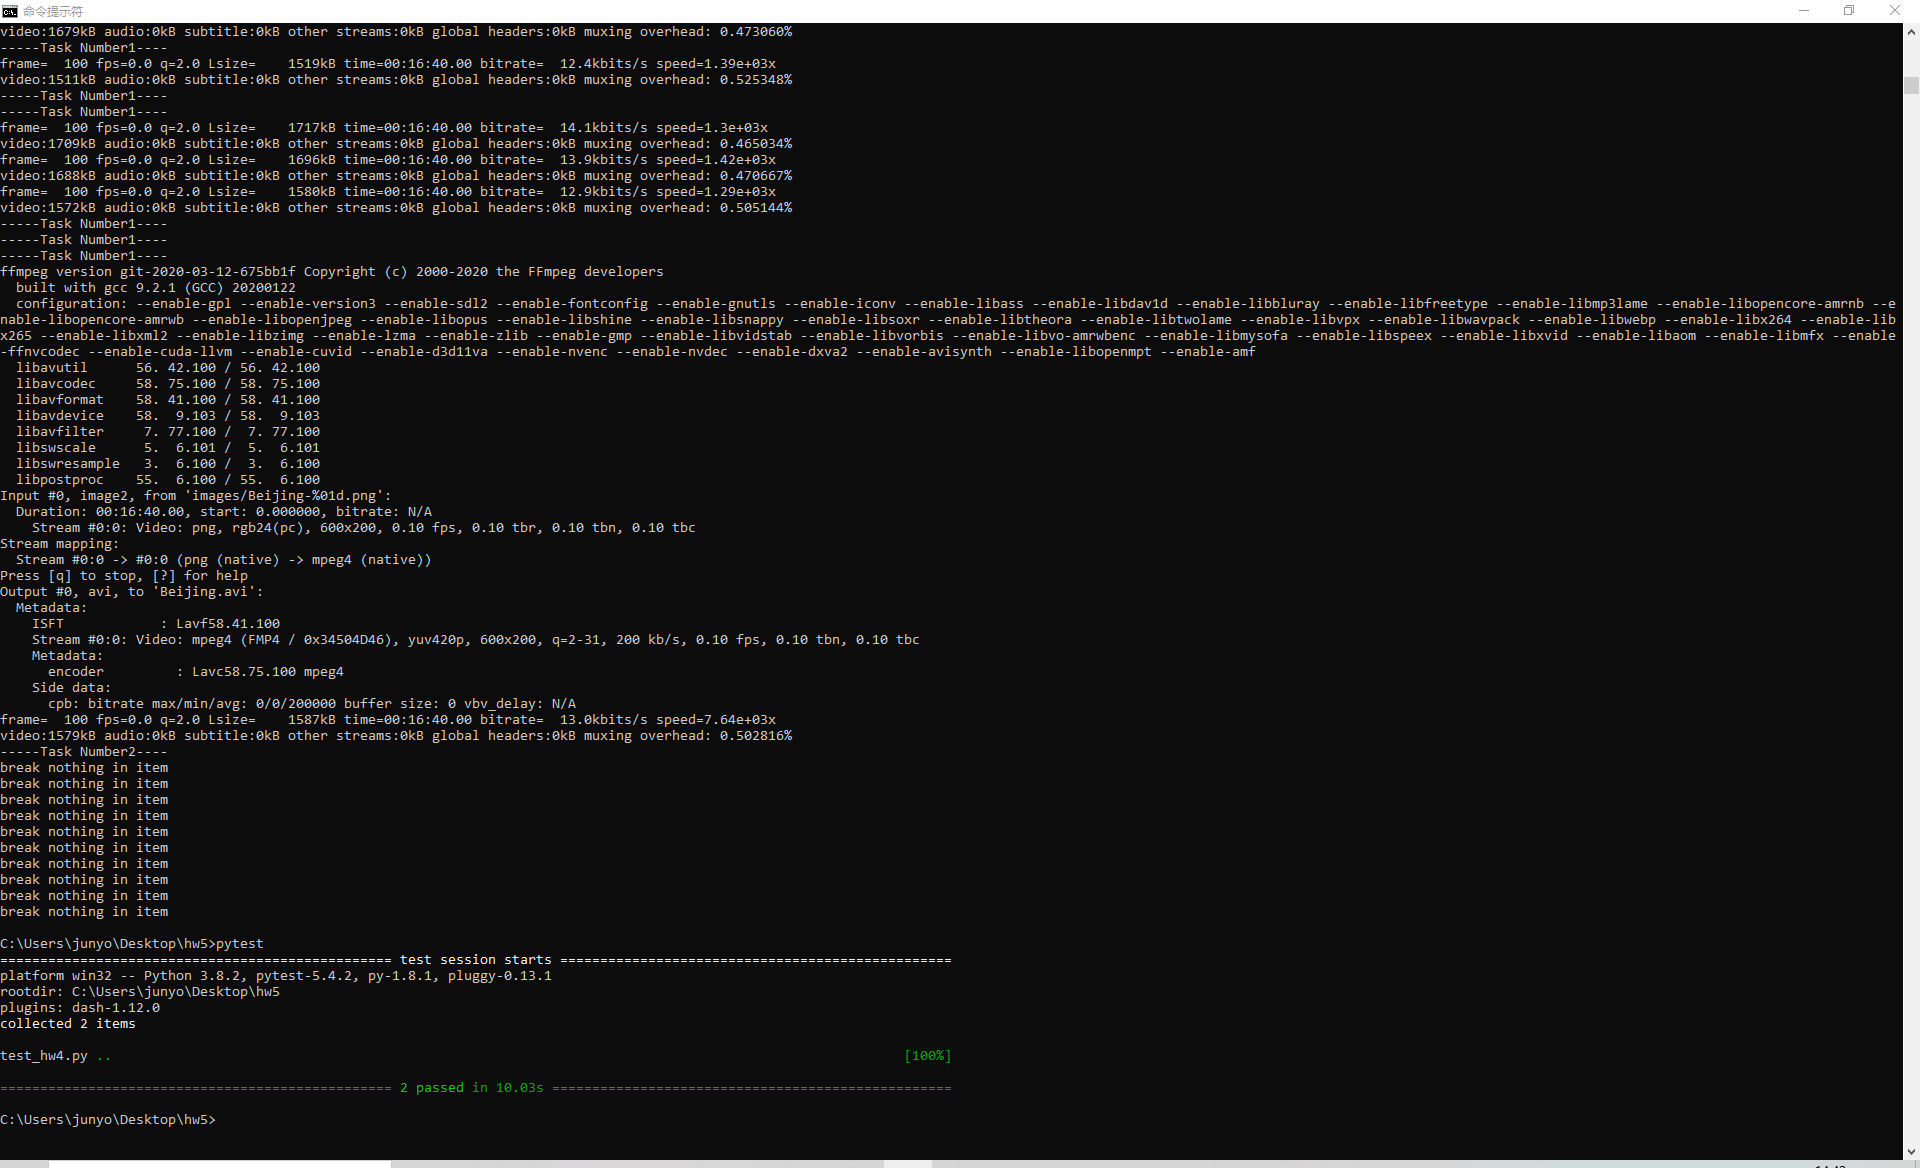 命令提示符
video:1679kB audio:0kB subtitle:0kB other streams:0kB global headers:0kB muxing overhead: 0.473060%
-----Task Number1----
frame=  100 fps=0.0 q=2.0 Lsize=    1519kB time=00:16:40.00 bitrate=  12.4kbits/s speed=1.39e+03x
video:1511kB audio:0kB subtitle:0kB other streams:0kB global headers:0kB muxing overhead: 0.525348%
-----Task Number1----
-----Task Number1----
frame=  100 fps=0.0 q=2.0 Lsize=    1717kB time=00:16:40.00 bitrate=  14.1kbits/s speed=1.3e+03x
video:1709kB audio:0kB subtitle:0kB other streams:0kB global headers:0kB muxing overhead: 0.465034%
frame=  100 fps=0.0 q=2.0 Lsize=    1696kB time=00:16:40.00 bitrate=  13.9kbits/s speed=1.42e+03x
video:1688kB audio:0kB subtitle:0kB other streams:0kB global headers:0kB muxing overhead: 0.470667%
frame=  100 fps=0.0 q=2.0 Lsize=    1580kB time=00:16:40.00 bitrate=  12.9kbits/s speed=1.29e+03x
video:1572kB audio:0kB subtitle:0kB other streams:0kB global headers:0kB muxing overhead: 0.505144%
-----Task Number1----
-----Task Number1----
-----Task Number1----
ffmpeg version git-2020-03-12-675bb1f Copyright (c) 2000-2020 the FFmpeg developers
  built with gcc 9.2.1 (GCC) 20200122
  configuration: --enable-gpl --enable-version3 --enable-sdl2 --enable-fontconfig --enable-gnutls --enable-iconv --enable-libass --enable-libdav1d --enable-libbluray --enable-libfreetype --enable-libmp3lame --enable-libopencore-amrnb --e
nable-libopencore-amrwb --enable-libopenjpeg --enable-libopus --enable-libshine --enable-libsnappy --enable-libsoxr --enable-libtheora --enable-libtwolame --enable-libvpx --enable-libwavpack --enable-libwebp --enable-libx264 --enable-lib
x265 --enable-libxml2 --enable-libzimg --enable-lzma --enable-zlib --enable-gmp --enable-libvidstab --enable-libvorbis --enable-libvo-amrwbenc --enable-libmysofa --enable-libspeex --enable-libxvid --enable-libaom --enable-libmfx --enable
-ffnvcodec --enable-cuda-llvm --enable-cuvid --enable-d3d11va --enable-nvenc --enable-nvdec --enable-dxva2 --enable-avisynth --enable-libopenmpt --enable-amf
  libavutil      56. 42.100 / 56. 42.100
  libavcodec     58. 75.100 / 58. 75.100
  libavformat    58. 41.100 / 58. 41.100
  libavdevice    58.  9.103 / 58.  9.103
  libavfilter     7. 77.100 /  7. 77.100
  libswscale      5.  6.101 /  5.  6.101
  libswresample   3.  6.100 /  3.  6.100
  libpostproc    55.  6.100 / 55.  6.100
Input #0, image2, from 'images/Beijing-%01d.png':
  Duration: 00:16:40.00, start: 0.000000, bitrate: N/A
    Stream #0:0: Video: png, rgb24(pc), 600x200, 0.10 fps, 0.10 tbr, 0.10 tbn, 0.10 tbc
Stream mapping:
  Stream #0:0 -> #0:0 (png (native) -> mpeg4 (native))
Press [q] to stop, [?] for help
Output #0, avi, to 'Beijing.avi':
  Metadata:
    ISFT            : Lavf58.41.100
    Stream #0:0: Video: mpeg4 (FMP4 / 0x34504D46), yuv420p, 600x200, q=2-31, 200 kb/s, 0.10 fps, 0.10 tbn, 0.10 tbc
    Metadata:
      encoder         : Lavc58.75.100 mpeg4
    Side data:
      cpb: bitrate max/min/avg: 0/0/200000 buffer size: 0 vbv_delay: N/A
frame=  100 fps=0.0 q=2.0 Lsize=    1587kB time=00:16:40.00 bitrate=  13.0kbits/s speed=7.64e+03x
video:1579kB audio:0kB subtitle:0kB other streams:0kB global headers:0kB muxing overhead: 0.502816%
-----Task Number2----
break nothing in item
break nothing in item
break nothing in item
break nothing in item
break nothing in item
break nothing in item
break nothing in item
break nothing in item
break nothing in item
break nothing in item
C:\Users\junyo\Desktop\hw5>pytest
================================================= test session starts =================================================
platform win32 -- Python 3.8.2, pytest-5.4.2, py-1.8.1, pluggy-0.13.1
rootdir: C:\Users\junyo\Desktop\hw5
plugins: dash-1.12.0
collected 2 items
test_hw4.py ..                                                                                                   [100%]
================================================= 2 passed in 10.03s ==================================================
C:\Users\junyo\Desktop\hw5>